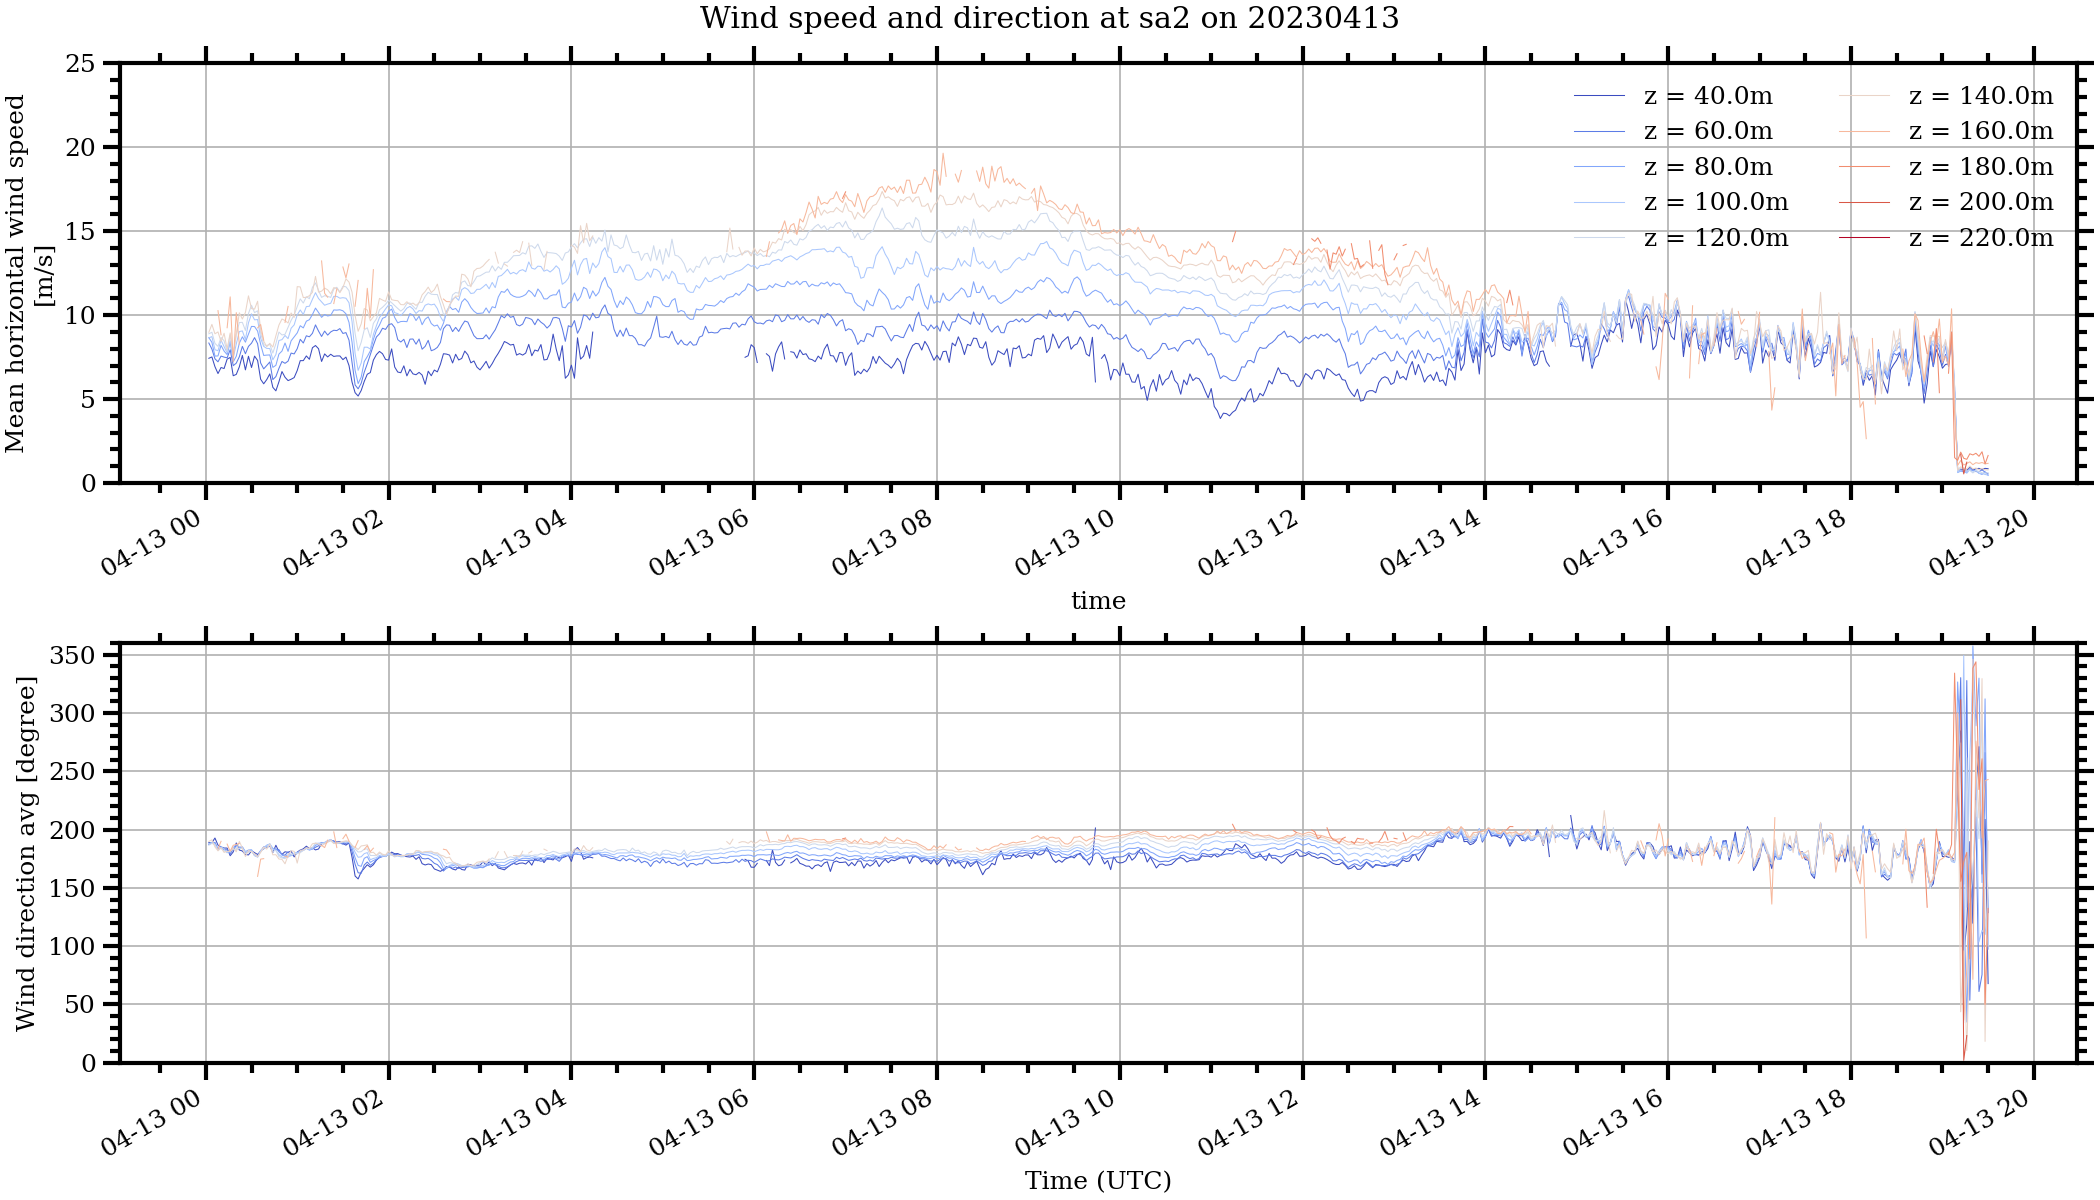 Wind speed and direction at sa2 on 20230413
Mean horizontal wind speed
[m/s]
25
20
15
10
5
0
z = 40.0m
z = 60.0m
z = 80.0m
z = 100.0m
z = 120.0m
z = 140.0m
z = 160.0m
z = 180.0m
z = 200.0m
z = 220.0m
04-13 00
04-13 02
04-13 04
04-13 06
04-13 08
04-13 10
04-13 12
04-13 14
04-13 16
04-13 18
04-13 20
time
Wind direction avg [degree]
350
300
250
200
150
100
50
0
04-13 00
04-13 02
04-13 04
04-13 06
04-13 08
04-13 10
04-13 12
04-13 14
04-13 16
04-13 18
04-13 20
Time (UTC)